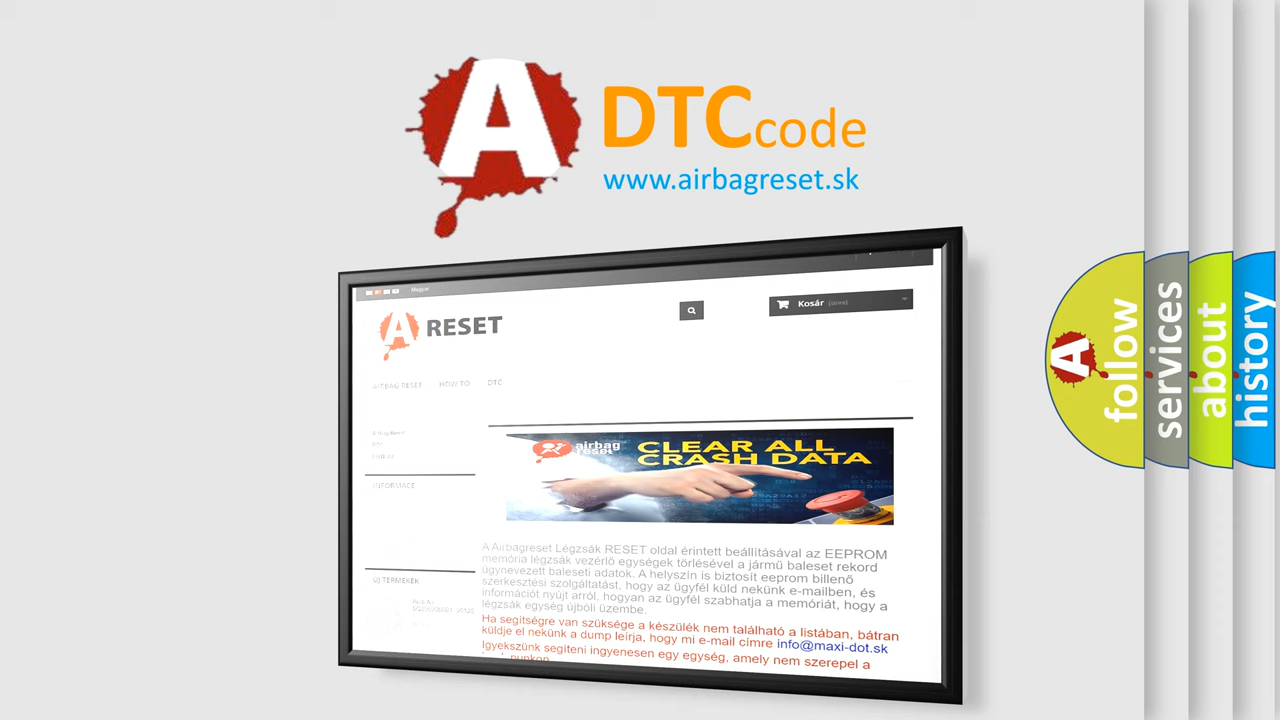 A
DTC code
www.airbagreset.sk
Magyar
A RESET
Kosár (üres)
AIRBAG RESET HOW TO DTC
DTC
INFORMACE
airbag
reset
CLEAR ALL
CRASH DATA
ÚJ TERMÉKEK
A Airbagreset Légzsák RESET oldal érintett beállításával az EEPROM
memória légzsák vezérlő egységek törlésével a jármű baleset rekord
úgynevezett baleseti adatok. A helyszín is biztosít eeprom billenő
szerkesztési szolgáltatást, hogy az ügyfél küld nekünk e-mailben, és
információt nyújt arról, hogyan az ügyfél szabhatja a memóriát, hogy a
légzsák egység újbóli üzembe.
Ha segítségre van szüksége a készülék nem található a listában, bátran
küldje el nekünk a dump leírja, hogy mi e-mail címre info@maxi-dot.sk
Igyekszünk segíteni ingyenesen egy egység, amely nem szerepel a
A
follow
services
about
history